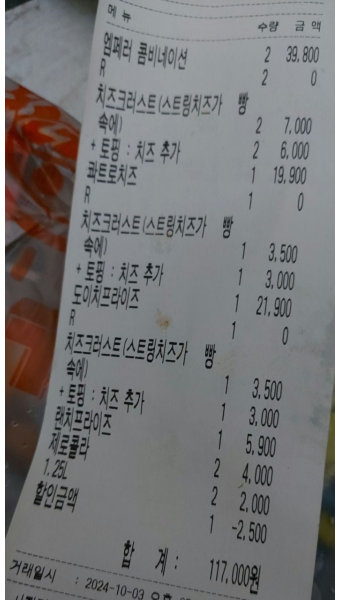 메 뉴 수량 금 액
엠페러 콤비네이션 2 39,800
R 2 0
치즈크러스트(스트링치즈가 빵
속에) 2 7,000
+ 토핑 : 치즈 추가 2 6,000
콰트로치즈 1 19,900
R 1 0
치즈크러스트(스트링치즈가 빵
속에) 1 3,500
+ 토핑 : 치즈 추가 1 3,000
도이치프라이즈 1 21,900
R 1 0
치즈크러스트(스트링치즈가 빵
속에) 1 3,500
+ 토핑 : 치즈 추가 1 3,000
랜치프라이즈 1 5,900
제로콜라 2 4,000
1.25L 2 2,000
할인금액 1 -2,500
합 계 : 117,000원
거래일시 : 2024-10-03 오후